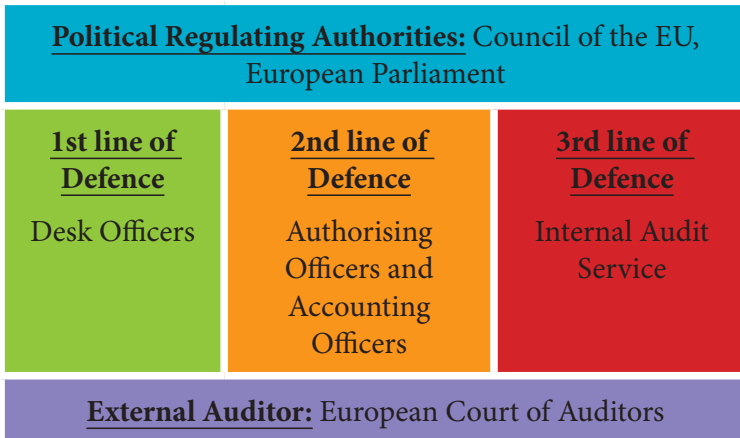 Political Regulating Authorities: Council of the EU,
European Parliament
1st line of
Defence
Desk Officers
2nd line of
Defence
Authorising
Officers and
Accounting
Officers
3rd line of
Defence
Internal Audit
Service
External Auditor: European Court of Auditors